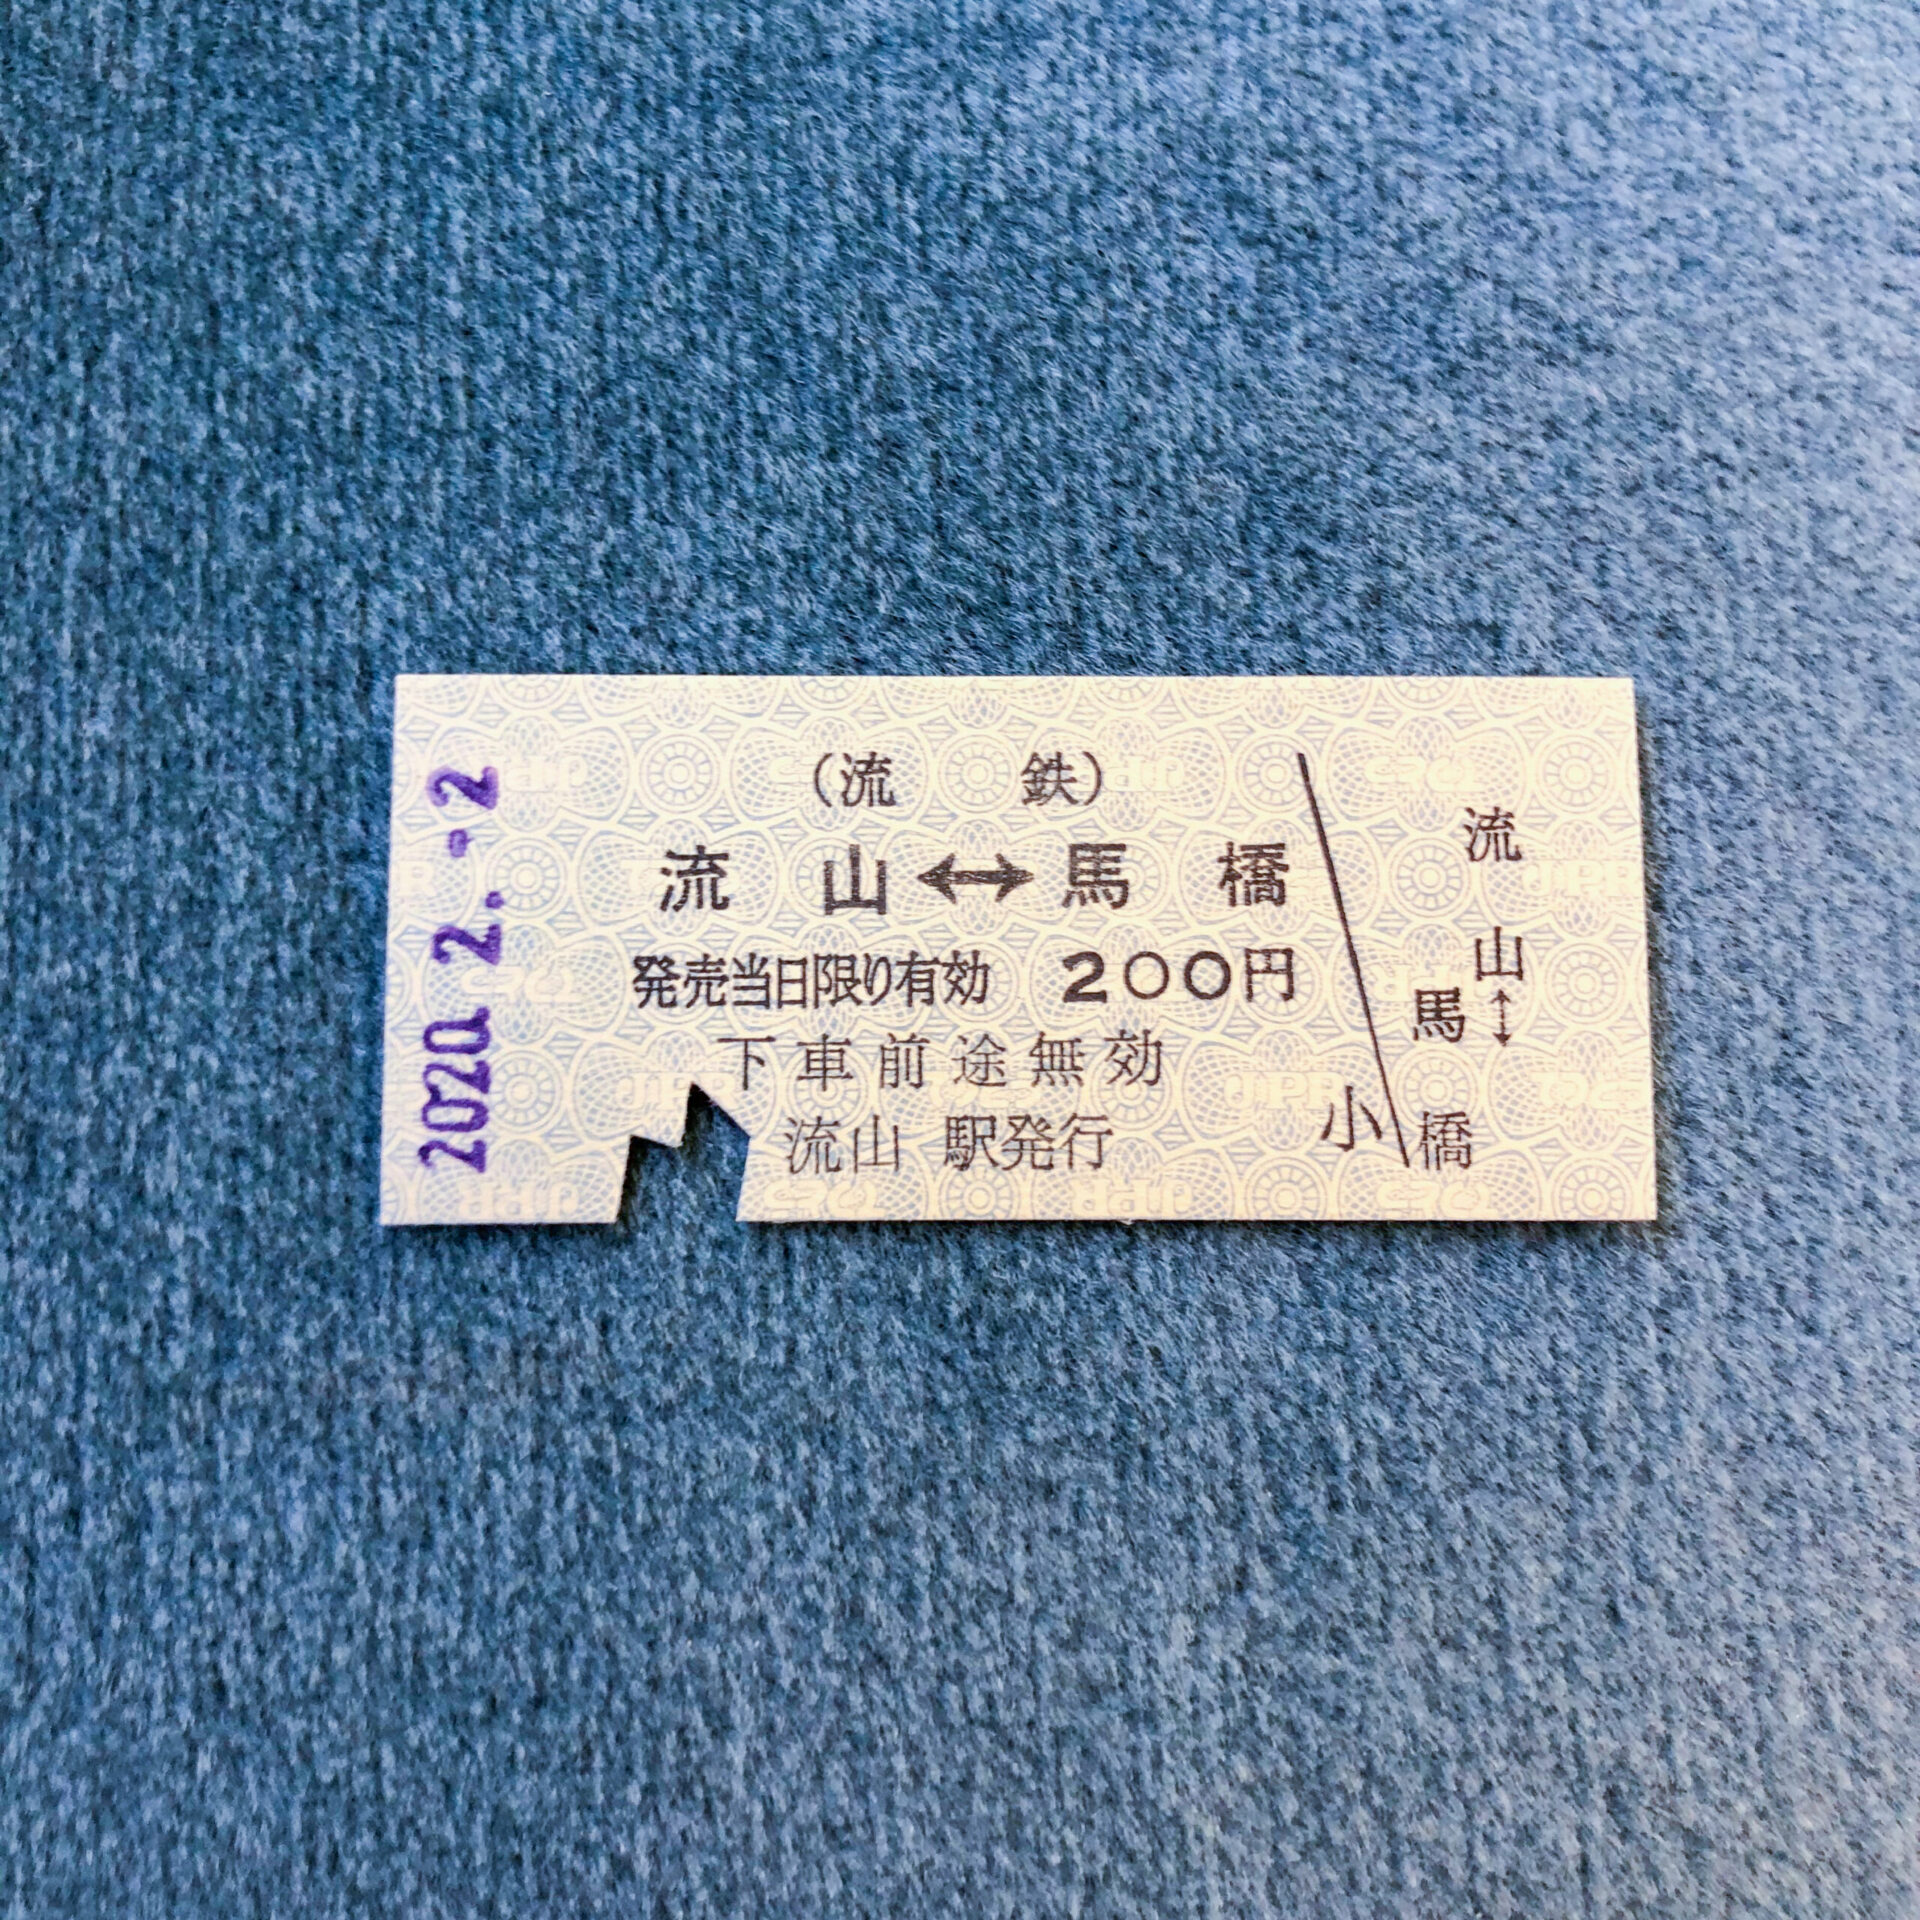 2020. 2. -2
（流　鉄）
流　山↔馬　橋
発売当日限り有効　200円
下車前途無効
流山　駅発行
小
流山↔
馬橋